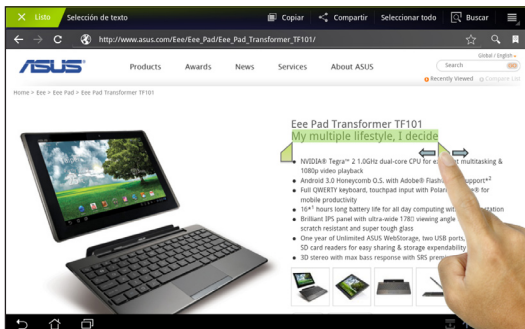 Listo
Selección de texto
Copiar
Compartir
Seleccionar todo
Buscar
http://www.asus.com/Eee/Eee_Pad/Eee_Pad_Transformer_TF101/
Global / English
ASUS
Products
Awards
News
Services
About ASUS
Search
Recently Viewed
Compare List
Home > Eee > Eee Pad > Eee Pad Transformer TF101
Eee Pad Transformer TF101
My multiple lifestyle, I decide
NVIDIA® Tegra™ 2 1.0GHz dual-core CPU for multitasking &
1080p video playback
Android 3.0 Honeycomb O.S. with Adobe® Flash support*²
Full QWERTY keyboard, touchpad input with for
mobile productivity
16*¹ hours long battery life for all day computing
Brilliant IPS panel with ultra-wide 178 viewing angle
scratch resistant and super tough glass
One year of Unlimited ASUS WebStorage, two USB ports,
SD card readers for easy sharing & storage expendability
3D stereo with max bass response with SRS